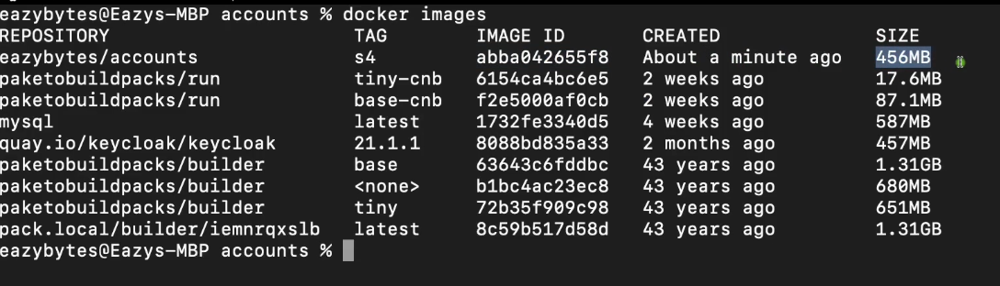 eazybytes@Eazys-MBP accounts % docker images
REPOSITORY TAG IMAGE ID CREATED SIZE
eazybytes/accounts s4 abba042655f8 About a minute ago 456MB
paketobuildpacks/run tiny-cnb 6154ca4bc6e5 2 weeks ago 17.6MB
paketobuildpacks/run base-cnb f2e5000af0cb 2 weeks ago 87.1MB
mysql latest 1732fe3340d5 4 weeks ago 587MB
quay.io/keycloak/keycloak 21.1.1 8088bd835a33 2 months ago 457MB
paketobuildpacks/builder base 63643c6fddbc 43 years ago 1.31GB
paketobuildpacks/builder <none> b1bc4ac23ec8 43 years ago 680MB
paketobuildpacks/builder tiny 72b35f909c98 43 years ago 651MB
pack.local/builder/iemnrqxslb latest 8c59b517d58d 43 years ago 1.31GB
eazybytes@Eazys-MBP accounts %